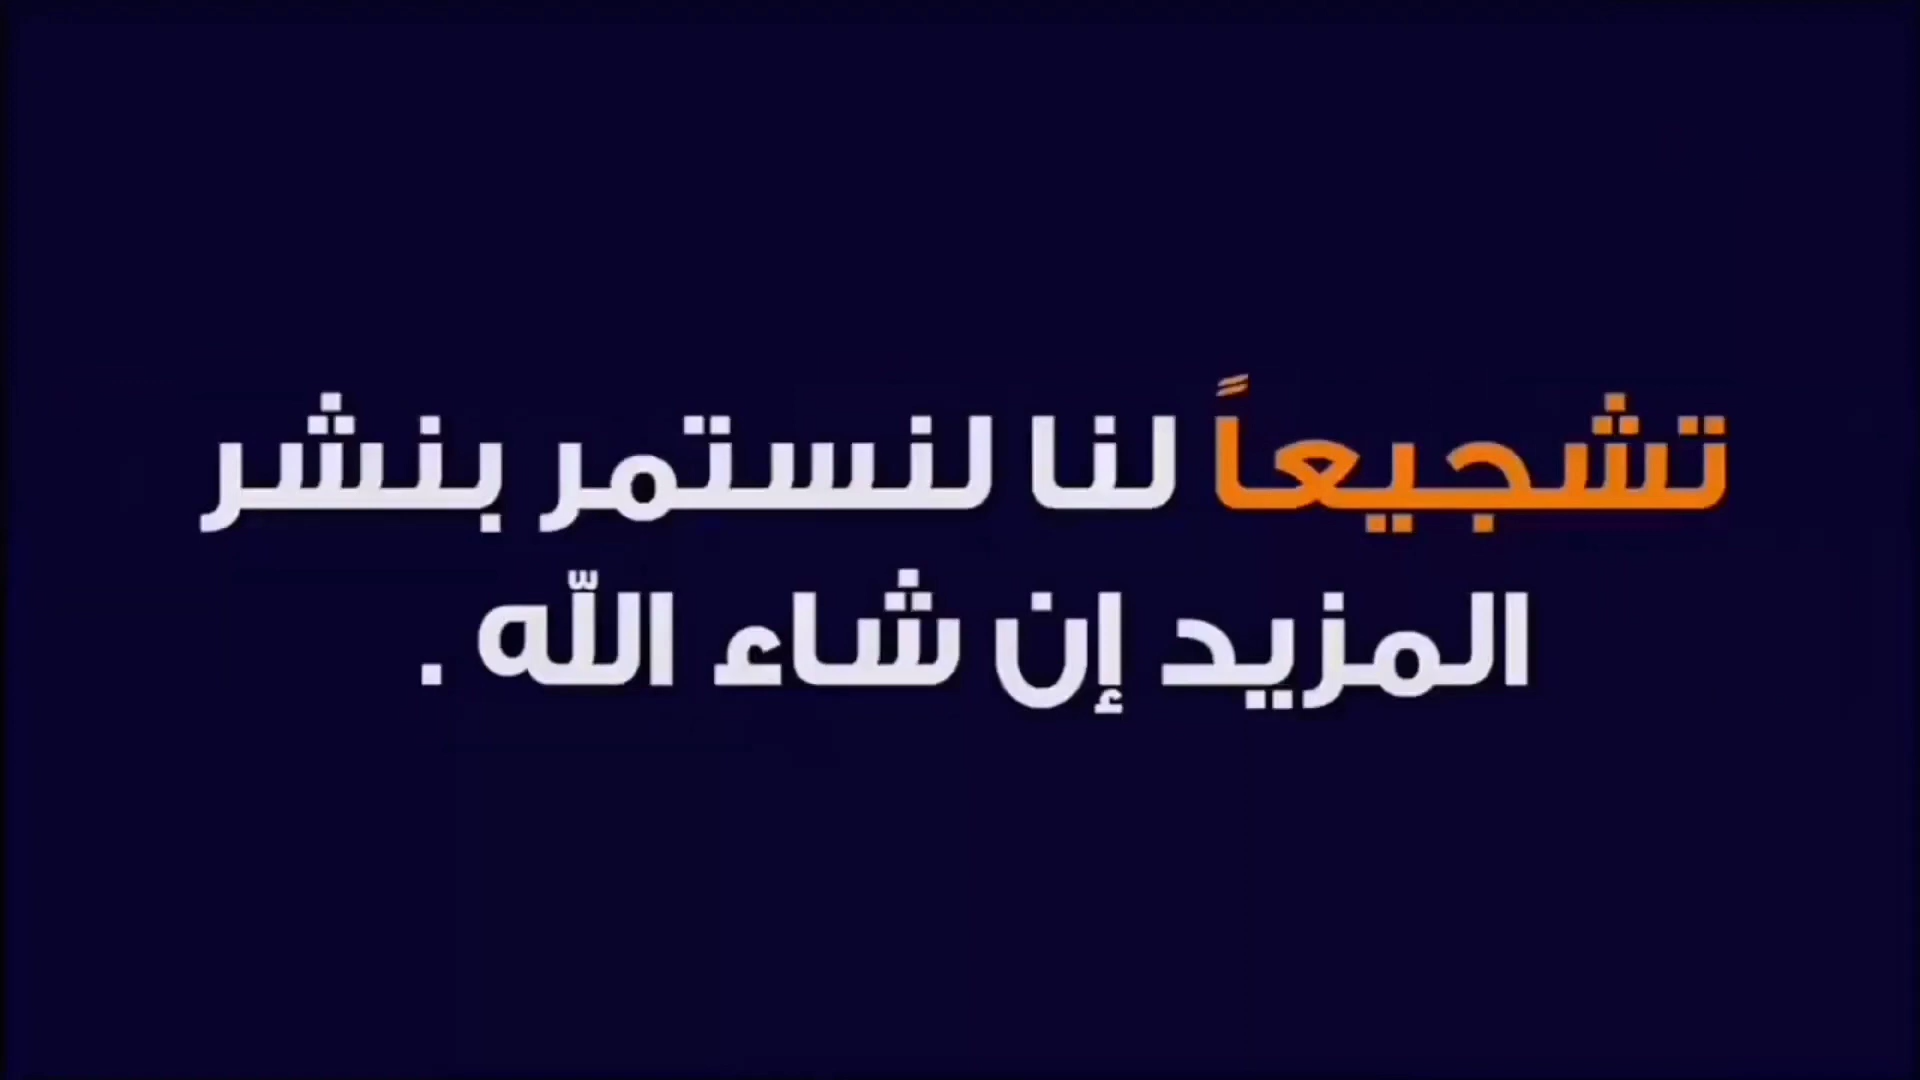 تشجيعاً لنا لنستمر بنشر
المزيد إن شاء اللّه .